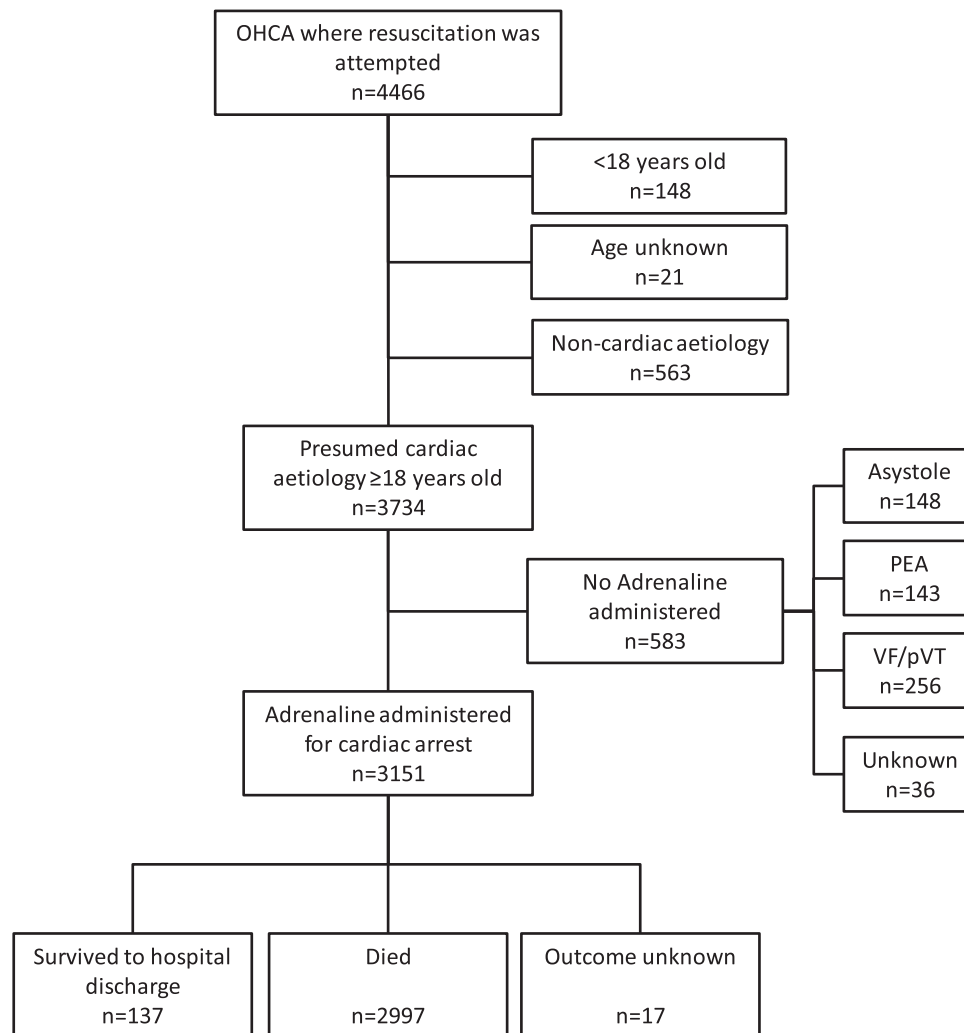 OHCA where resuscitation was
attempted
n=4466
<18 years old
n=148
Age unknown
n=21
Non-cardiac aetiology
n=563
Presumed cardiac
aetiology ≥18 years old
n=3734
No Adrenaline
administered
n=583
Asystole
n=148
PEA
n=143
VF/pVT
n=256
Unknown
n=36
Adrenaline administered
for cardiac arrest
n=3151
Survived to hospital
discharge
n=137
Died
n=2997
Outcome unknown
n=17